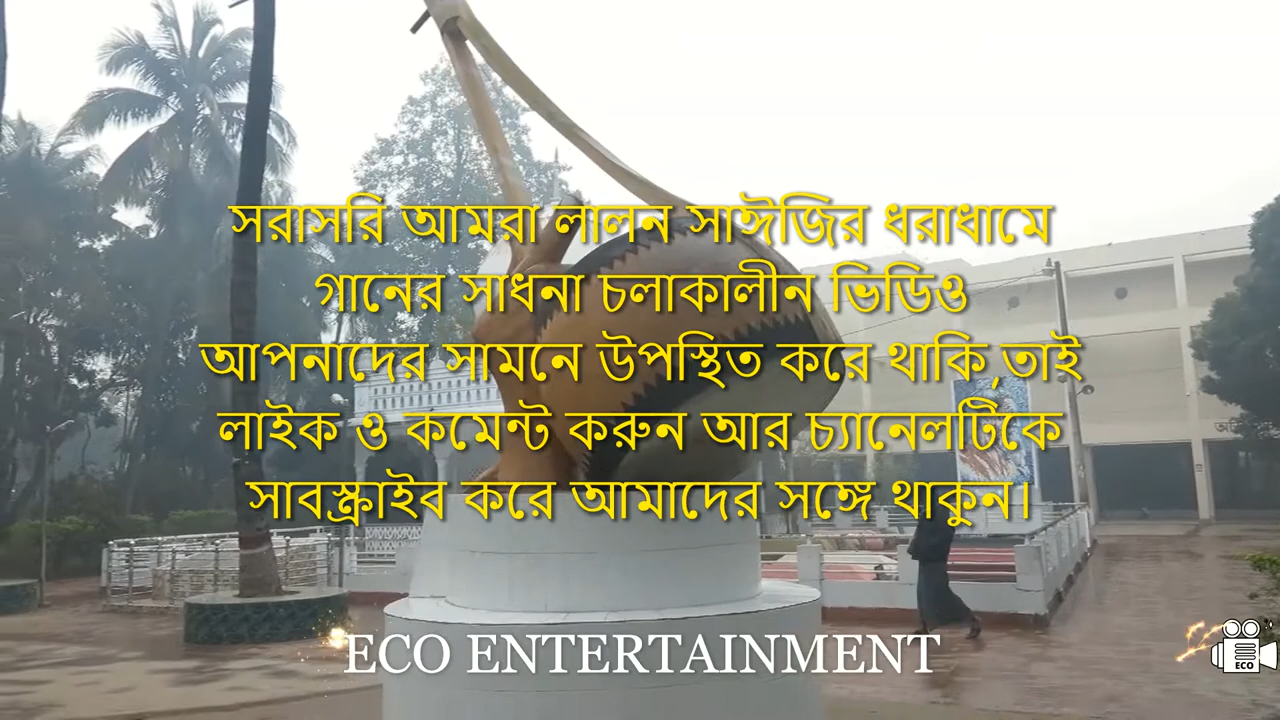 সরাসরি আমরা লালন সাঈজির ধরাধামে
গানের সাধনা চলাকালীন ভিডিও
আপনাদের সামনে উপস্থিত করে থাকি,তাই
লাইক ও কমেন্ট করুন আর চ্যানেলটিকে
সাবস্ক্রাইব করে আমাদের সঙ্গে থাকুন।
ECO ENTERTAINMENT
ECO